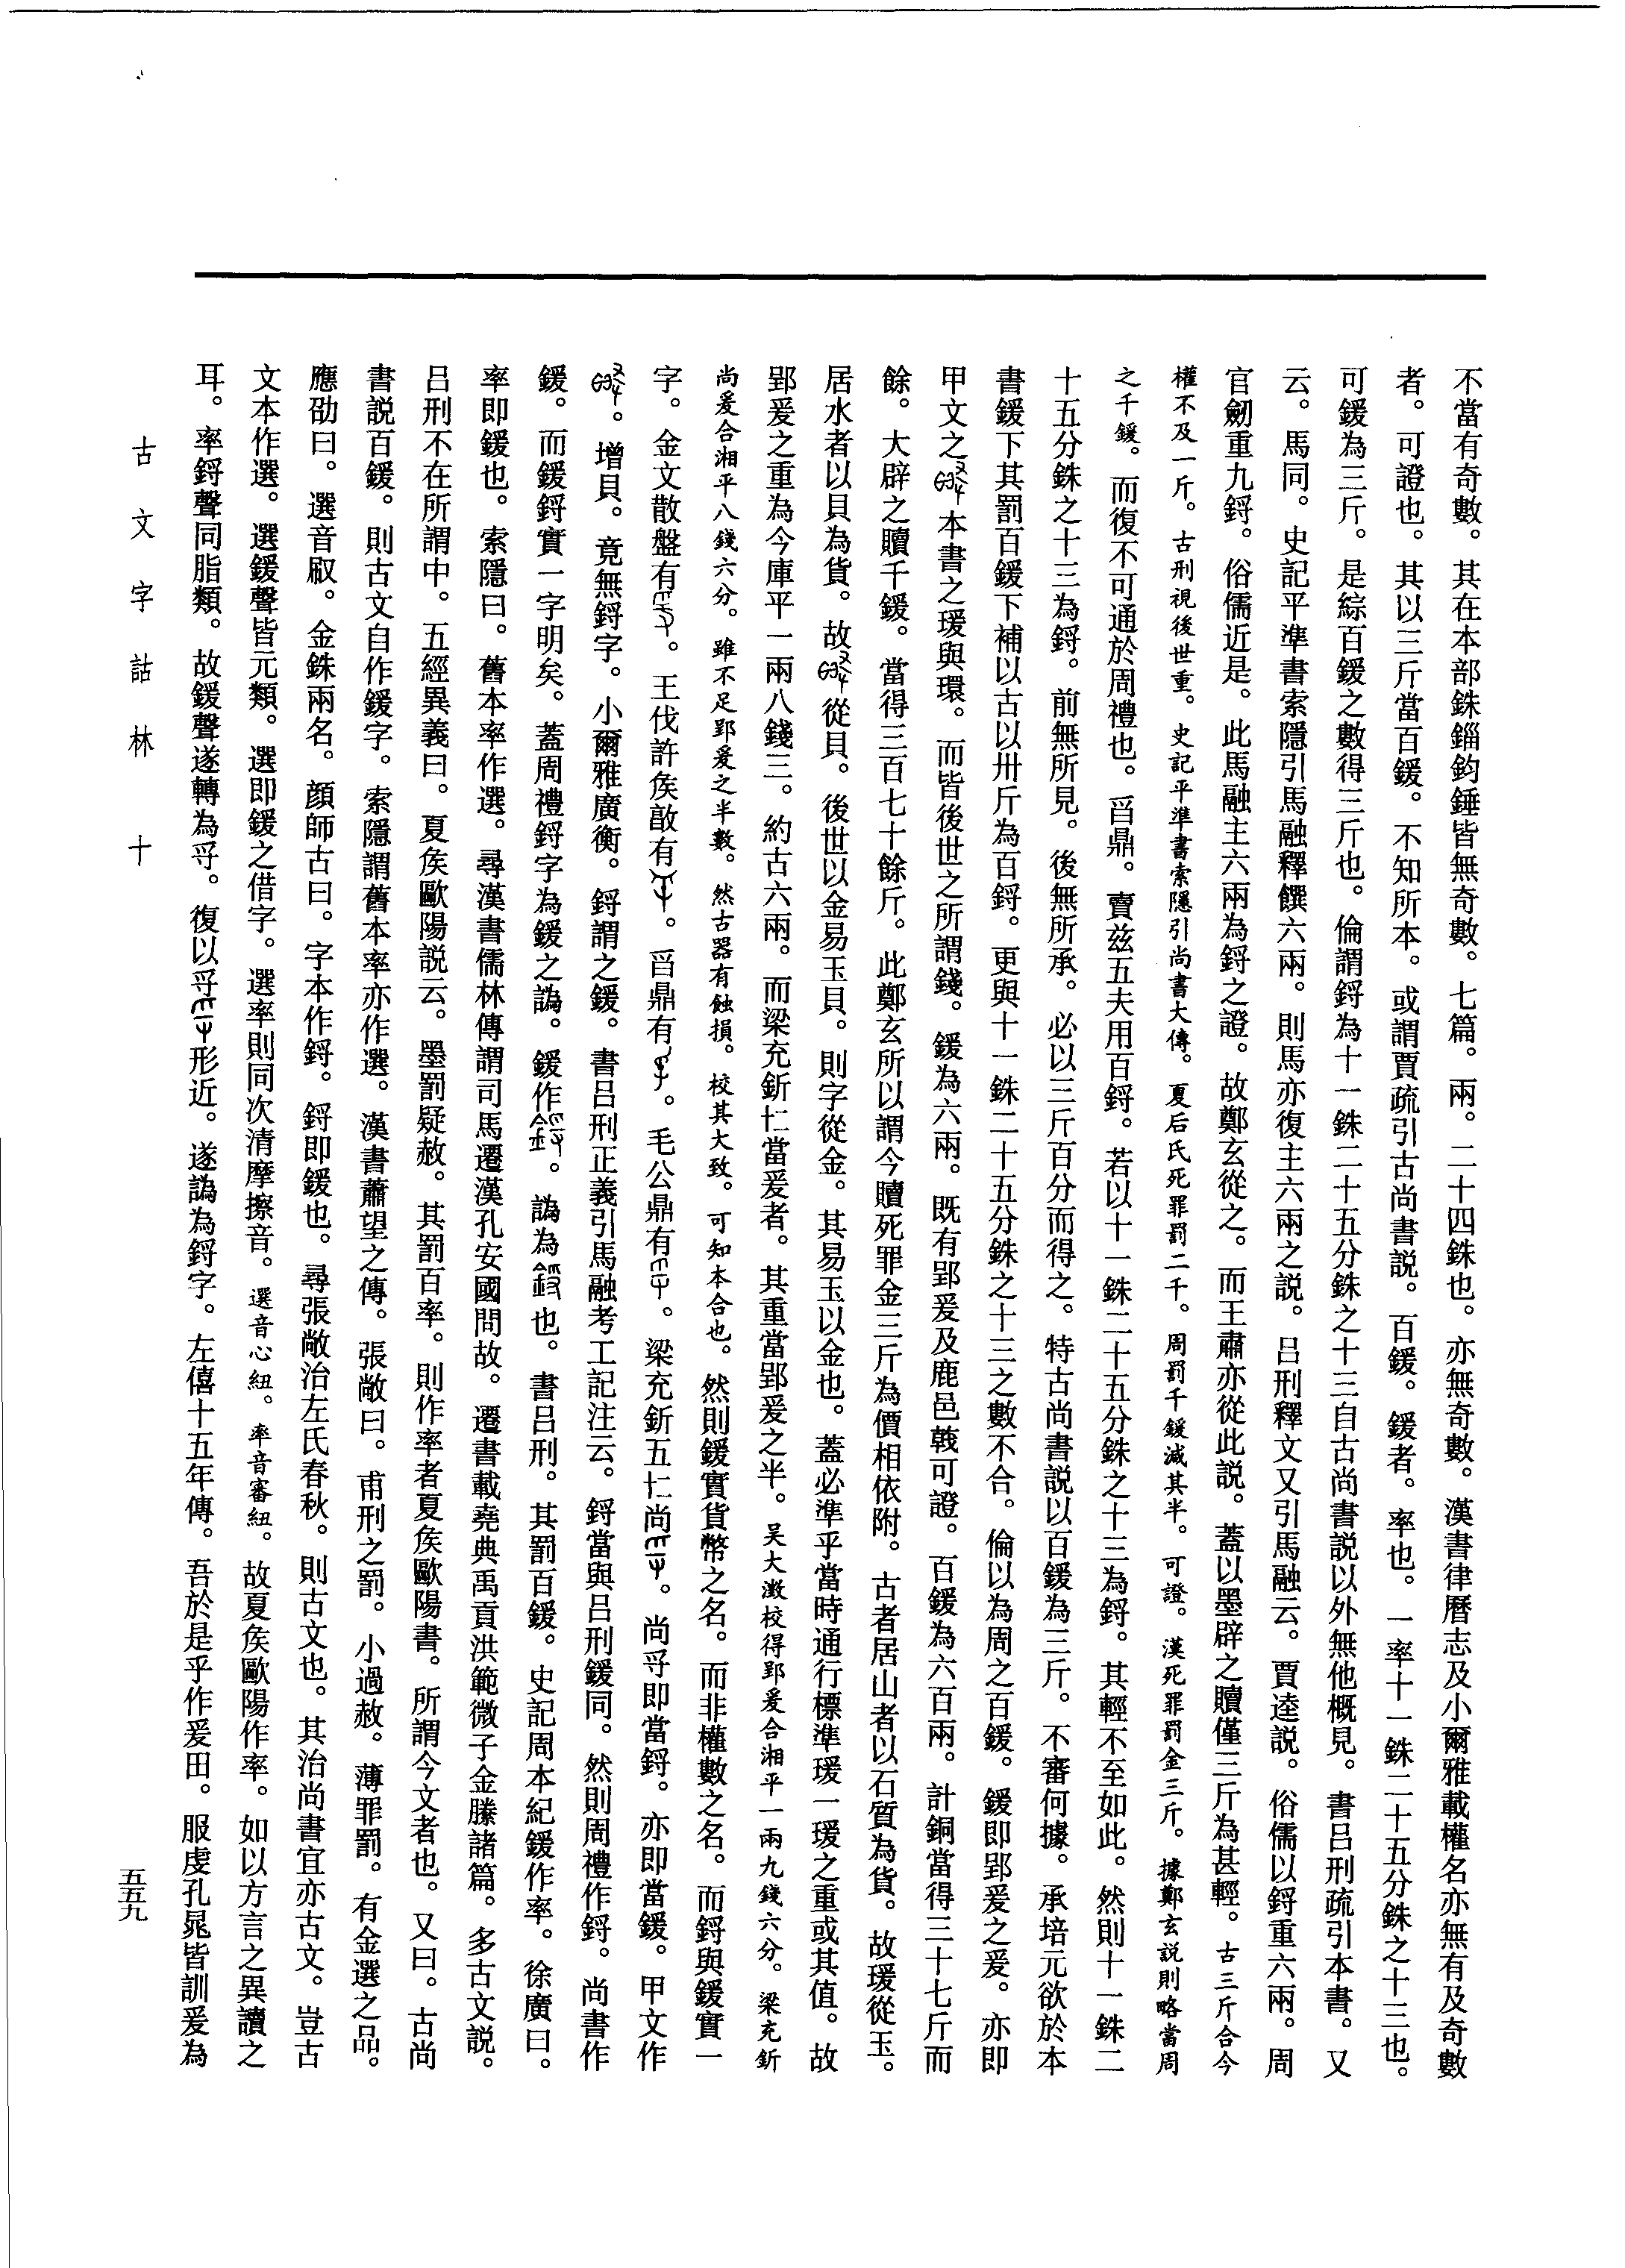 不當有奇數。其在本部銖錙鈞錘皆無奇數。七篇。兩。二十四銖也。亦無奇數。漢書律曆志及小爾雅載權名亦無有及奇數
者。可證也。其以三斤當百鍰。不知所本。或謂賈疏引古尚書説。百鍰。鍰者。率也。一率十一銖二十五分銖之十三也。
可鍰為三斤。是綜百鍰之數得三斤也。倫謂鋝為十一銖二十五分銖之十三自古尚書説以外無他概見。書呂刑疏引本書。又
云。馬同。史記平準書索隱引馬融釋饌六兩。則馬亦復主六兩之説。呂刑釋文又引馬融云。賈逵説。俗儒以鋝重六兩。周
官劒重九鋝。俗儒近是。此馬融主六兩為鋝之證。故鄭玄從之。而王肅亦從此説。蓋以墨辟之贖僅三斤為甚輕。古三斤合今
權不及一斤。古刑視後世重。史記平準書索隱引尚書大傳。夏后氏死罪罰二千。周罰千鍰減其半。可證。漢死罪罰金三斤。據鄭玄説則略當周
之千鍰。而復不可通於周禮也。舀鼎。賣兹五夫用百鋝。若以十一銖二十五分銖之十三為鋝。其輕不至如此。然則十一銖二
十五分銖之十三為鋝。前無所見。後無所承。必以三斤百分而得之。特古尚書説以百鍰為三斤。不審何據。承培元欲於本
書鍰下其罰百鍰下補以古以卅斤為百鋝。更與十一銖二十五分銖之十三之數不合。倫以為周之百鍰。鍰即郢爰之爰。亦即
甲文之本書之瑗與環。而皆後世之所謂錢。鍰為六兩。既有郢爰及鹿邑戟可證。百鍰為六百兩。計銅當得三十七斤而
餘。大辟之贖千鍰。當得三百七十餘斤。此鄭玄所以謂今贖死罪金三斤為價相依附。古者居山者以石質為貨。故瑗從玉。
居水者以貝為貨。故從貝。後世以金易玉貝。則字從金。其易玉以金也。蓋必準乎當時通行標準瑗一瑗之重或其值。故
郢爰之重為今庫平一兩八錢三。約古六兩。而梁充釿當爰者。其重當郢爰之半。吴大澂校得郢爰合湘平一兩九錢六分。梁充釿
尚爰合湘平八錢六分。雖不足郢爰之半數。然古器有蝕損。校其大致。可知本合也。然則鍰實貨幣之名。而非權數之名。而鋝與鍰實一
字。金文散盤有。王伐許矦敨有。舀鼎有。毛公鼎有。梁充釿五尚。尚寽即當鋝。亦即當鍰。甲文作
。增貝。竟無鋝字。小爾雅廣衡。鋝謂之鍰。書呂刑正義引馬融考工記注云。鋝當與呂刑鍰同。然則周禮作鋝。尚書作
鍰。而鍰鋝實一字明矣。蓋周禮鋝字為鍰之譌。鍰作。譌為也。書呂刑。其罰百鍰。史記周本紀鍰作率。徐廣曰。
率即鍰也。索隱曰。舊本率作選。尋漢書儒林傳謂司馬遷漢孔安國問故。遷書載堯典禹貢洪範微子金縢諸篇。多古文説。
呂刑不在所謂中。五經異義曰。夏矦歐陽説云。墨罰疑赦。其罰百率。則作率者夏矦歐陽書。所謂今文者也。又曰。古尚
書説百鍰。則古文自作鍰字。索隱謂舊本率亦作選。漢書蕭望之傳。張敞曰。甫刑之罰。小過赦。薄罪罰。有金選之品。
應劭曰。選音㕞。金銖兩名。顔師古曰。字本作鋝。鋝即鍰也。尋張敞治左氏春秋。則古文也。其治尚書宜亦古文。豈古
文本作選。選鍰聲皆元類。選即鍰之借字。選率則同次清摩擦音。選音心紐。率音審紐。故夏矦歐陽作率。如以方言之異讀之
耳。率鋝聲同脂類。故鍰聲遂轉為寽。復以寽形近。遂譌為鋝字。左僖十五年傳。吾於是乎作爰田。服虔孔晁皆訓爰為
古文字詁林 十
五五九